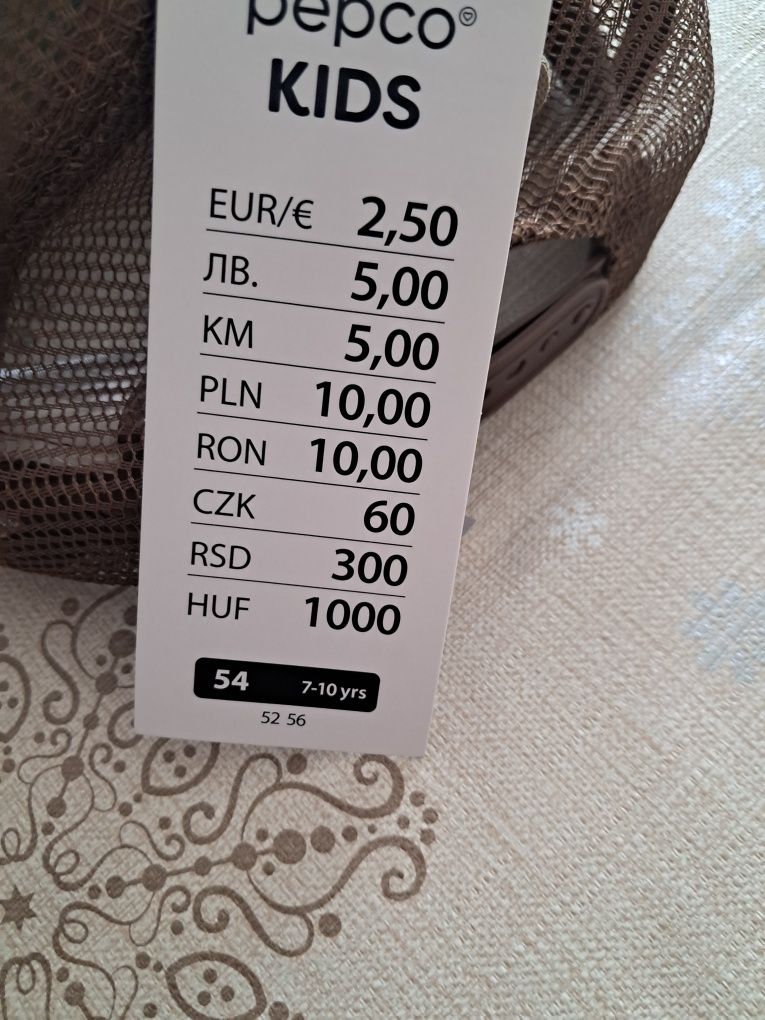 pepco
KIDS
EUR/€ 2,50
ЛВ. 5,00
KM 5,00
PLN 10,00
RON 10,00
CZK 60
RSD 300
HUF 1000
54 7-10 yrs
52 56